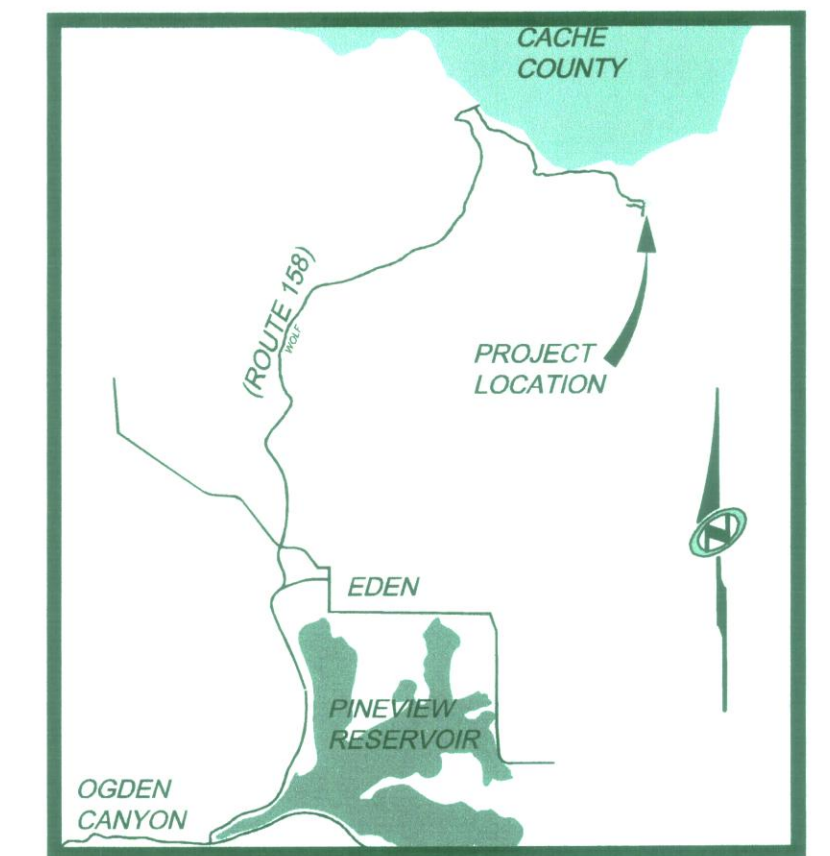 CACHE
COUNTY
(ROUTE 158)
WOLF
PROJECT
LOCATION
N
EDEN
PINEVIEW
RESERVOIR
OGDEN
CANYON